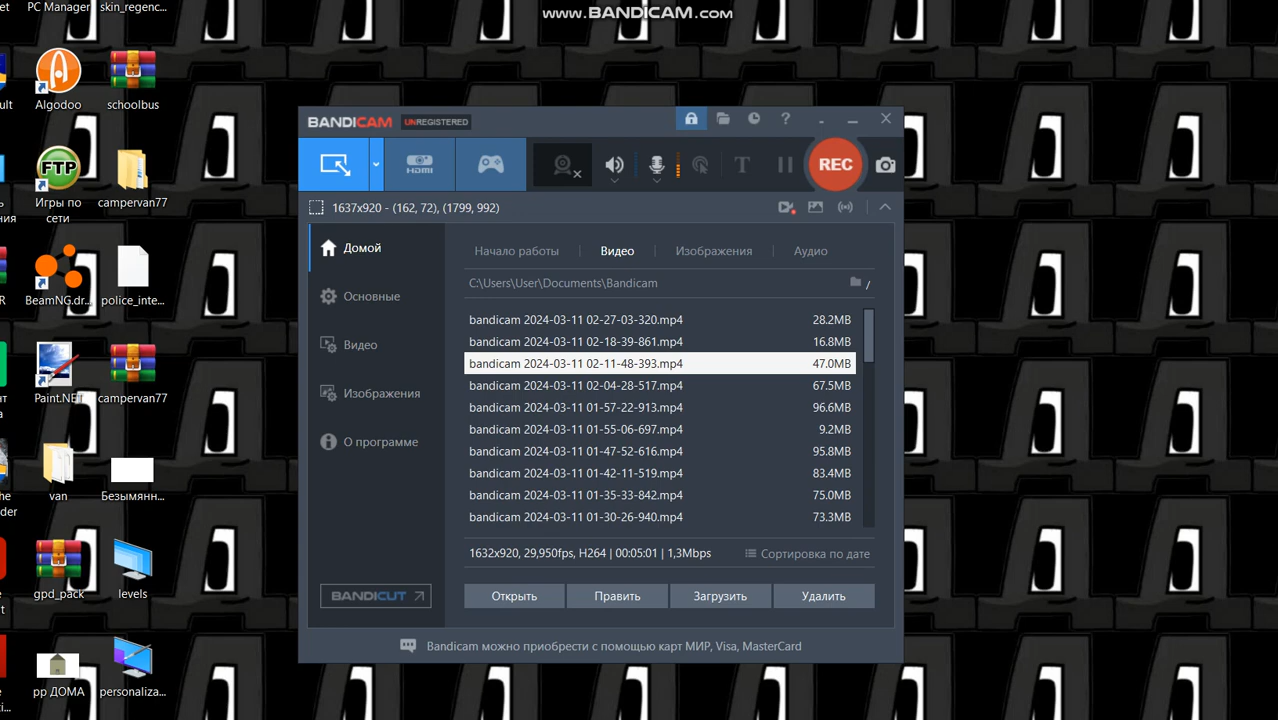 www.BANDICAM.com
PC Manager
skin_regenc...
Algodoo
schoolbus
Игры по
сети
campervan77
BeamNG.dr...
police_inte...
Paint.NET
campervan77
van
Безымянн...
gpd_pack
levels
pp ДОМА
personaliza...
BANDICAM UNREGISTERED
HDMI
T
REC
1637x920 - (162, 72), (1799, 992)
Домой
Основные
Видео
Изображения
О программе
BANDICUT
Начало работы
Видео
Изображения
Аудио
C:\Users\User\Documents\Bandicam
/
bandicam 2024-03-11 02-27-03-320.mp4 28.2MB
bandicam 2024-03-11 02-18-39-861.mp4 16.8MB
bandicam 2024-03-11 02-11-48-393.mp4 47.0MB
bandicam 2024-03-11 02-04-28-517.mp4 67.5MB
bandicam 2024-03-11 01-57-22-913.mp4 96.6MB
bandicam 2024-03-11 01-55-06-697.mp4 9.2MB
bandicam 2024-03-11 01-47-52-616.mp4 95.8MB
bandicam 2024-03-11 01-42-11-519.mp4 83.4MB
bandicam 2024-03-11 01-35-33-842.mp4 75.0MB
bandicam 2024-03-11 01-30-26-940.mp4 73.3MB
1632x920, 29,950fps, H264 | 00:05:01 | 1,3Mbps
Сортировка по дате
Открыть
Править
Загрузить
Удалить
Bandicam можно приобрести с помощью карт МИР, Visa, MasterCard